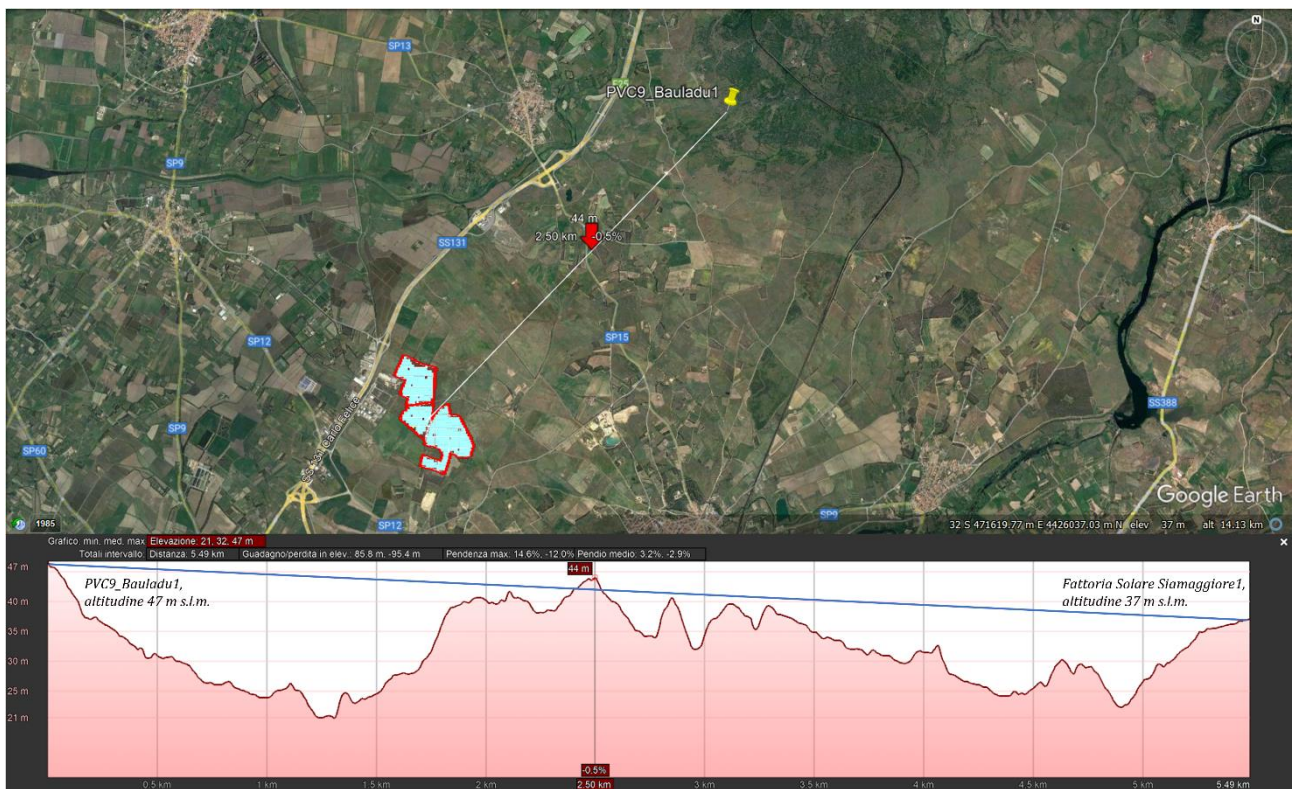 N
SP13
E25
PVC9_Bauladu1
SP9
44 m
2.50 km -0.5%
SS131
SP12
SP15
SS388
SP9
SP60
SP9
SP12
Google Earth
1985
32 S 471619.77 m E 4426037.03 m N elev 37 m alt 14.13 km
Grafico: min, med, max Elevazione: 21, 32, 47 m
Totali intervallo: Distanza: 5.49 km Guadagno/perdita in elev.: 85.8 m, -95.4 m Pendenza max: 14.6%, -12.0% Pendio medio: 3.2%, -2.9%
47 m
40 m
35 m
30 m
25 m
21 m
PVC9_Bauladu1,
altitudine 47 m s.l.m.
44 m
Fattoria Solare Siamaggiore1,
altitudine 37 m s.l.m.
-0.5%
0.5 km 1 km 1.5 km 2 km 2.50 km 3 km 3.5 km 4 km 4.5 km 5 km 5.49 km